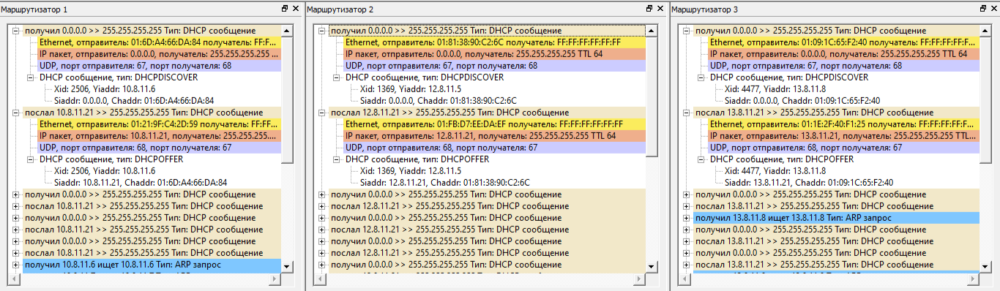 Маршрутизатор 1
получил 0.0.0.0 >> 255.255.255.255 Тип: DHCP сообщение
Ethernet, отправитель: 01:6D:A4:66:DA:84 получатель: FF:F...
IP пакет, отправитель: 0.0.0.0, получатель: 255.255.255.255 ...
UDP, порт отправителя: 67, порт получателя: 68
DHCP сообщение, тип: DHCPDISCOVER
Xid: 2506, Yiaddr: 10.8.11.6
Siaddr: 0.0.0.0, Chaddr: 01:6D:A4:66:DA:84
послал 10.8.11.21 >> 255.255.255.255 Тип: DHCP сообщение
Ethernet, отправитель: 01:21:9F:C4:2D:59 получатель: FF:FF...
IP пакет, отправитель: 10.8.11.21, получатель: 255.255.255....
UDP, порт отправителя: 68, порт получателя: 67
DHCP сообщение, тип: DHCPOFFER
Xid: 2506, Yiaddr: 10.8.11.6
Siaddr: 10.8.11.21, Chaddr: 01:6D:A4:66:DA:84
получил 0.0.0.0 >> 255.255.255.255 Тип: DHCP сообщение
послал 10.8.11.21 >> 255.255.255.255 Тип: DHCP сообщение
получил 0.0.0.0 >> 255.255.255.255 Тип: DHCP сообщение
послал 10.8.11.21 >> 255.255.255.255 Тип: DHCP сообщение
получил 0.0.0.0 >> 255.255.255.255 Тип: DHCP сообщение
послал 10.8.11.21 >> 255.255.255.255 Тип: DHCP сообщение
получил 10.8.11.6 ищет 10.8.11.6 Тип: ARP запрос
Маршрутизатор 2
получил 0.0.0.0 >> 255.255.255.255 Тип: DHCP сообщение
Ethernet, отправитель: 01:81:38:90:C2:6C получатель: FF:FF:FF:FF:FF:FF
IP пакет, отправитель: 0.0.0.0, получатель: 255.255.255.255 TTL 64
UDP, порт отправителя: 67, порт получателя: 68
DHCP сообщение, тип: DHCPDISCOVER
Xid: 1369, Yiaddr: 12.8.11.5
Siaddr: 0.0.0.0, Chaddr: 01:81:38:90:C2:6C
послал 12.8.11.21 >> 255.255.255.255 Тип: DHCP сообщение
Ethernet, отправитель: 01:FB:D7:EE:DA:EF получатель: FF:FF:FF:FF:FF:FF
IP пакет, отправитель: 12.8.11.21, получатель: 255.255.255.255 TTL 64
UDP, порт отправителя: 68, порт получателя: 67
DHCP сообщение, тип: DHCPOFFER
Xid: 1369, Yiaddr: 12.8.11.5
Siaddr: 12.8.11.21, Chaddr: 01:81:38:90:C2:6C
получил 0.0.0.0 >> 255.255.255.255 Тип: DHCP сообщение
послал 12.8.11.21 >> 255.255.255.255 Тип: DHCP сообщение
получил 0.0.0.0 >> 255.255.255.255 Тип: DHCP сообщение
послал 12.8.11.21 >> 255.255.255.255 Тип: DHCP сообщение
получил 0.0.0.0 >> 255.255.255.255 Тип: DHCP сообщение
послал 12.8.11.21 >> 255.255.255.255 Тип: DHCP сообщение
получил 0.0.0.0 >> 255.255.255.255 Тип: DHCP сообщение
Маршрутизатор 3
получил 0.0.0.0 >> 255.255.255.255 Тип: DHCP сообщение
Ethernet, отправитель: 01:09:1C:65:F2:40 получатель: FF:FF:FF:FF:F...
IP пакет, отправитель: 0.0.0.0, получатель: 255.255.255.255 TTL 64
UDP, порт отправителя: 67, порт получателя: 68
DHCP сообщение, тип: DHCPDISCOVER
Xid: 4477, Yiaddr: 13.8.11.8
Siaddr: 0.0.0.0, Chaddr: 01:09:1C:65:F2:40
послал 13.8.11.21 >> 255.255.255.255 Тип: DHCP сообщение
Ethernet, отправитель: 01:1E:2F:40:F1:25 получатель: FF:FF:FF:FF:F...
IP пакет, отправитель: 13.8.11.21, получатель: 255.255.255.255 TTL...
UDP, порт отправителя: 68, порт получателя: 67
DHCP сообщение, тип: DHCPOFFER
Xid: 4477, Yiaddr: 13.8.11.8
Siaddr: 13.8.11.21, Chaddr: 01:09:1C:65:F2:40
получил 0.0.0.0 >> 255.255.255.255 Тип: DHCP сообщение
послал 13.8.11.21 >> 255.255.255.255 Тип: DHCP сообщение
получил 13.8.11.8 ищет 13.8.11.8 Тип: ARP запрос
получил 0.0.0.0 >> 255.255.255.255 Тип: DHCP сообщение
послал 13.8.11.21 >> 255.255.255.255 Тип: DHCP сообщение
получил 0.0.0.0 >> 255.255.255.255 Тип: DHCP сообщение
послал 13.8.11.21 >> 255.255.255.255 Тип: DHCP сообщение